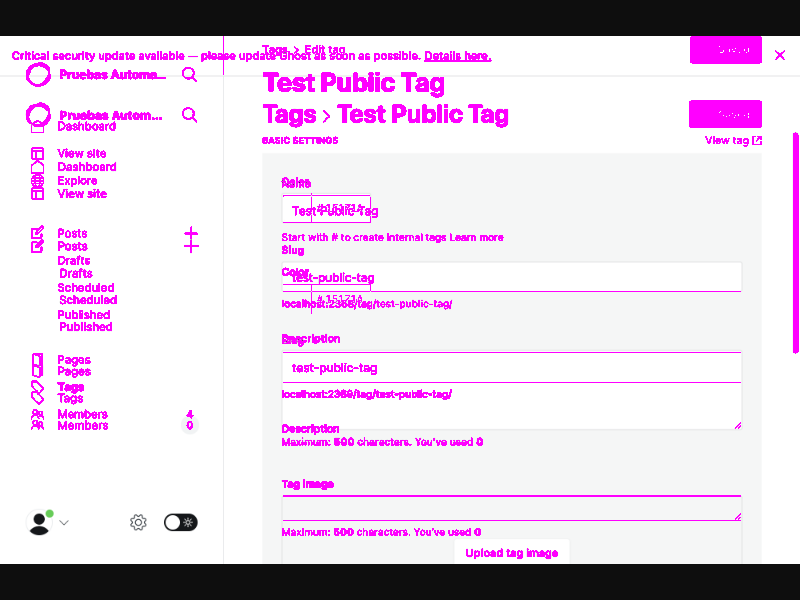 Tags > Edit tag
Critical security update available — please update Ghost as soon as possible. Details here.
Pruebas Automa...
Test Public Tag
Pruebas Autom...
Tags > Test Public Tag
Dashboard
BASIC SETTINGS
View tag
View site
Dashboard
Explore
View site
Color
Name
Test Public Tag
#15171A
Start with # to create internal tags Learn more
Posts
Posts
Slug
Drafts
Drafts
Color
test-public-tag
Scheduled
Scheduled
#15171A
localhost:2368/tag/test-public-tag/
Published
Published
Description
Pages
Pages
test-public-tag
Tags
Tags
localhost:2368/tag/test-public-tag/
Members 4
Members 0
Description
Maximum: 500 characters. You've used 0
Tag image
Maximum: 500 characters. You've used 0
Upload tag image